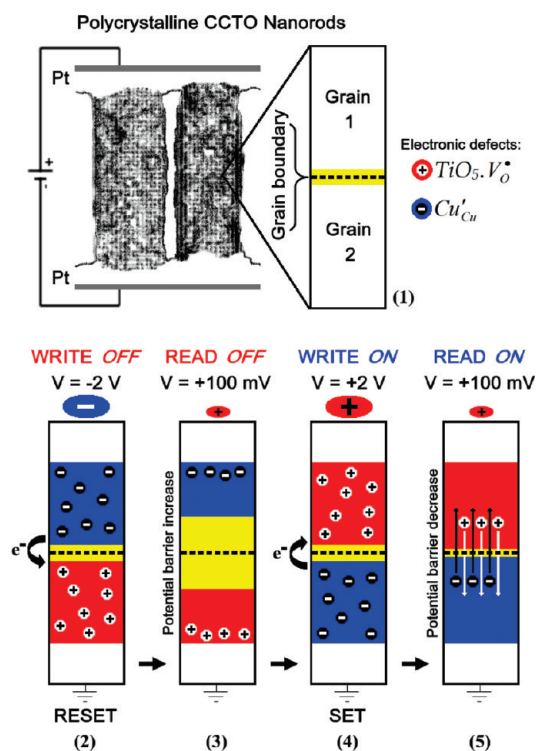 Polycrystalline CCTO Nanorods
Pt
+
-
Pt
Grain boundary
Grain
1
Grain
2
Electronic defects:
+ TiO₅.V_O^•
− Cu′_Cu
(1)
WRITE OFF
V = -2 V
−
e⁻
RESET
(2)
READ OFF
V = +100 mV
+
Potential barrier increase
(3)
WRITE ON
V = +2 V
+
e⁻
SET
(4)
READ ON
V = +100 mV
+
Potential barrier decrease
(5)